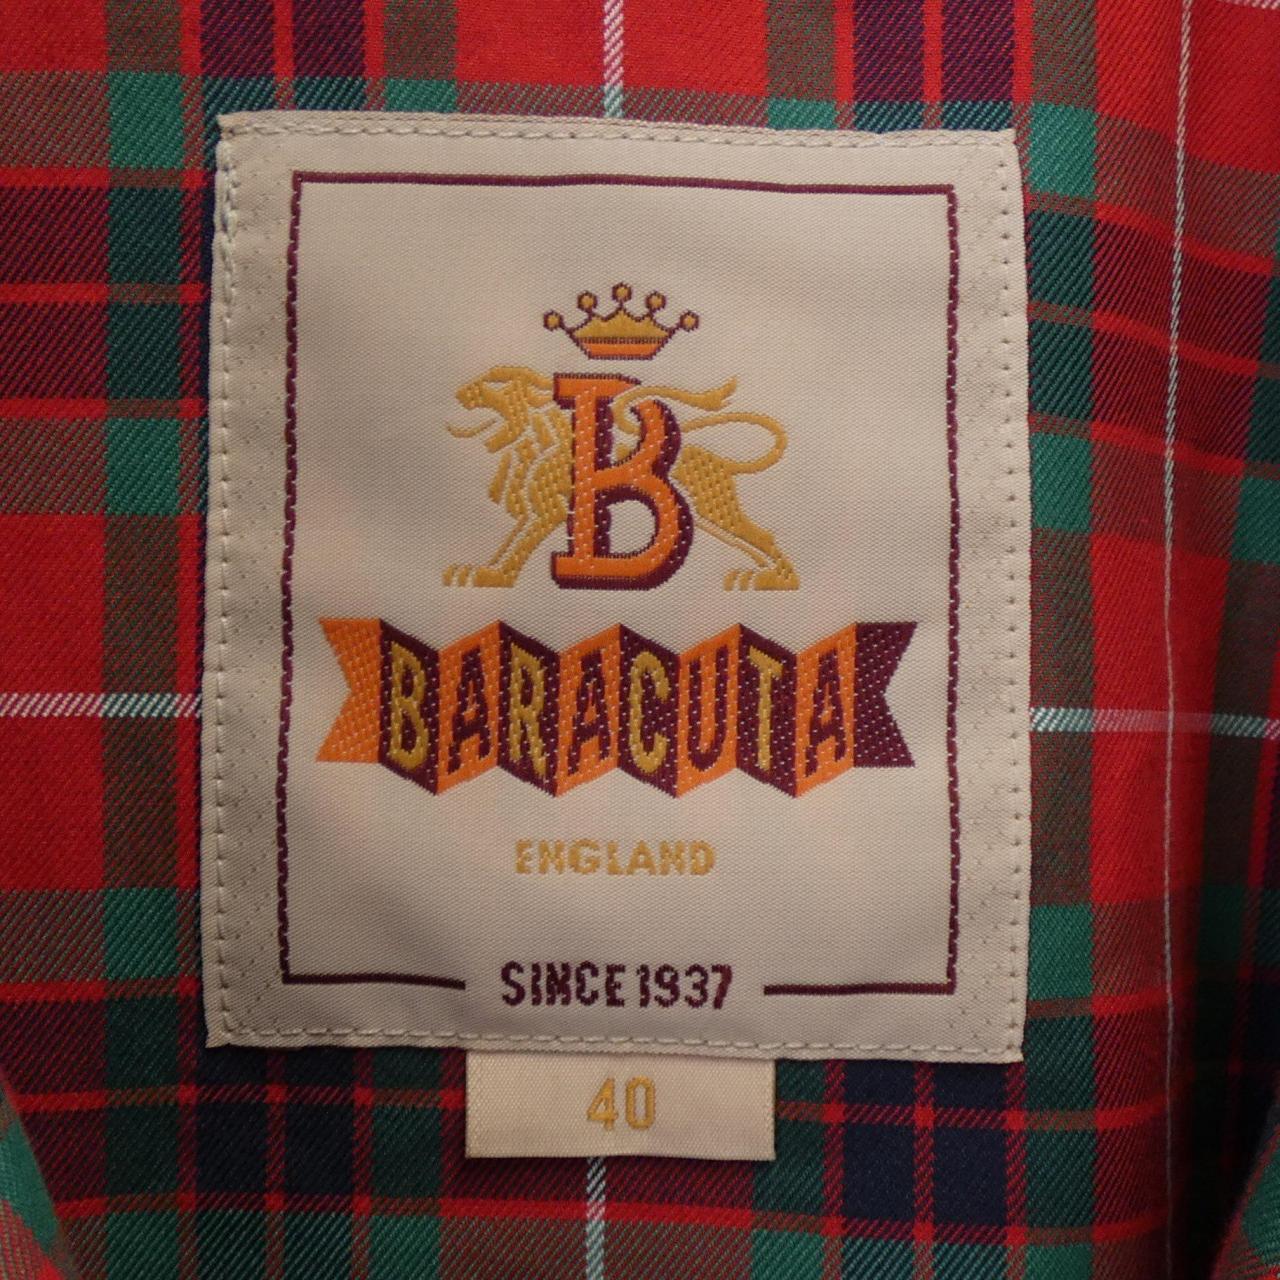 B
BARACUTA
ENGLAND
SINCE 1937
40